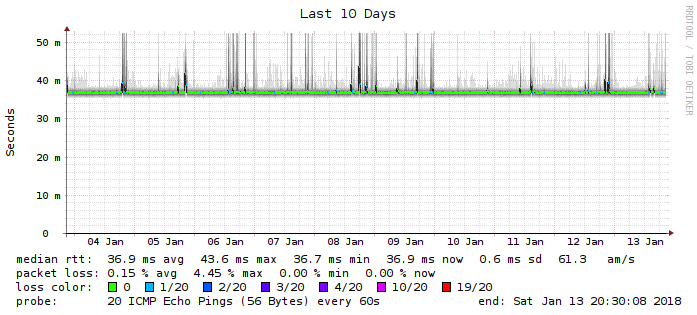 Last 10 Days
RRDTOOL / TOBI OETIKER
Seconds
50 m
40 m
30 m
20 m
10 m
0
04 Jan 05 Jan 06 Jan 07 Jan 08 Jan 09 Jan 10 Jan 11 Jan 12 Jan 13 Jan
median rtt: 36.9 ms avg 43.6 ms max 36.7 ms min 36.9 ms now 0.6 ms sd 61.3 am/s
packet loss: 0.15 % avg 4.45 % max 0.00 % min 0.00 % now
loss color: 0 1/20 2/20 3/20 4/20 10/20 19/20
probe: 20 ICMP Echo Pings (56 Bytes) every 60s end: Sat Jan 13 20:30:08 2018